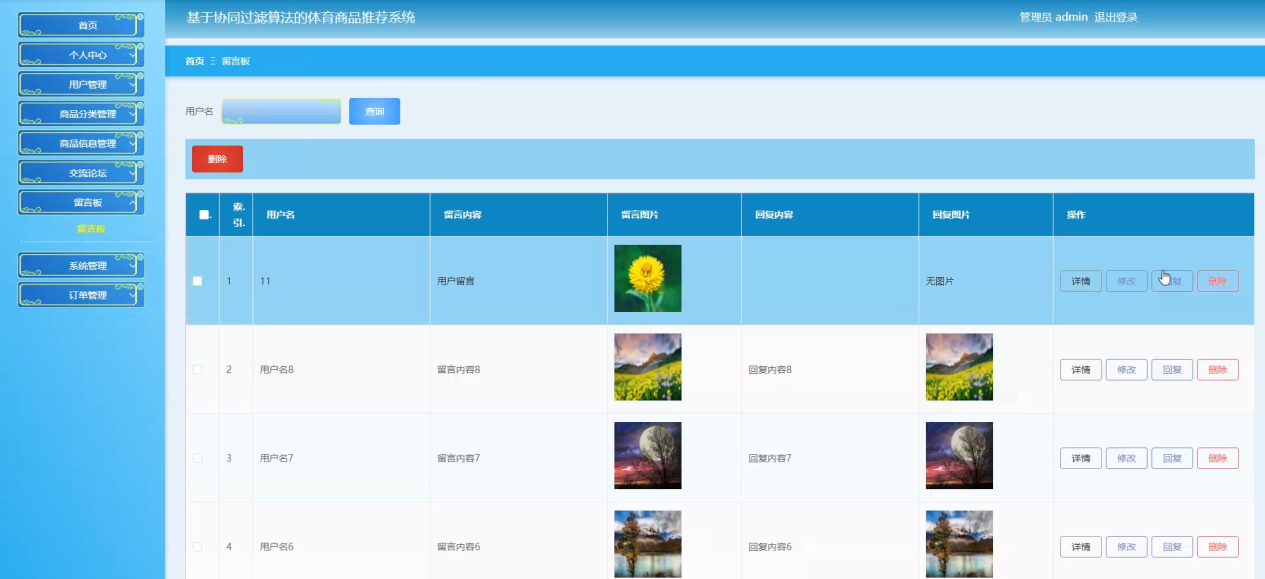 首页
个人中心
用户管理
商品分类管理
商品信息管理
交流论坛
留言板
留言板
系统管理
订单管理
基于协同过滤算法的体育商品推荐系统
管理员 admin 退出登录
首页 Ξ 留言板
用户名 查询
删除
索引. 用户名 留言内容 留言图片 回复内容 回复图片 操作
1 11 用户留言 无图片 详情 修改 回复 删除
2 用户名8 留言内容8 回复内容8 详情 修改 回复 删除
3 用户名7 留言内容7 回复内容7 详情 修改 回复 删除
4 用户名6 留言内容6 回复内容6 详情 修改 回复 删除